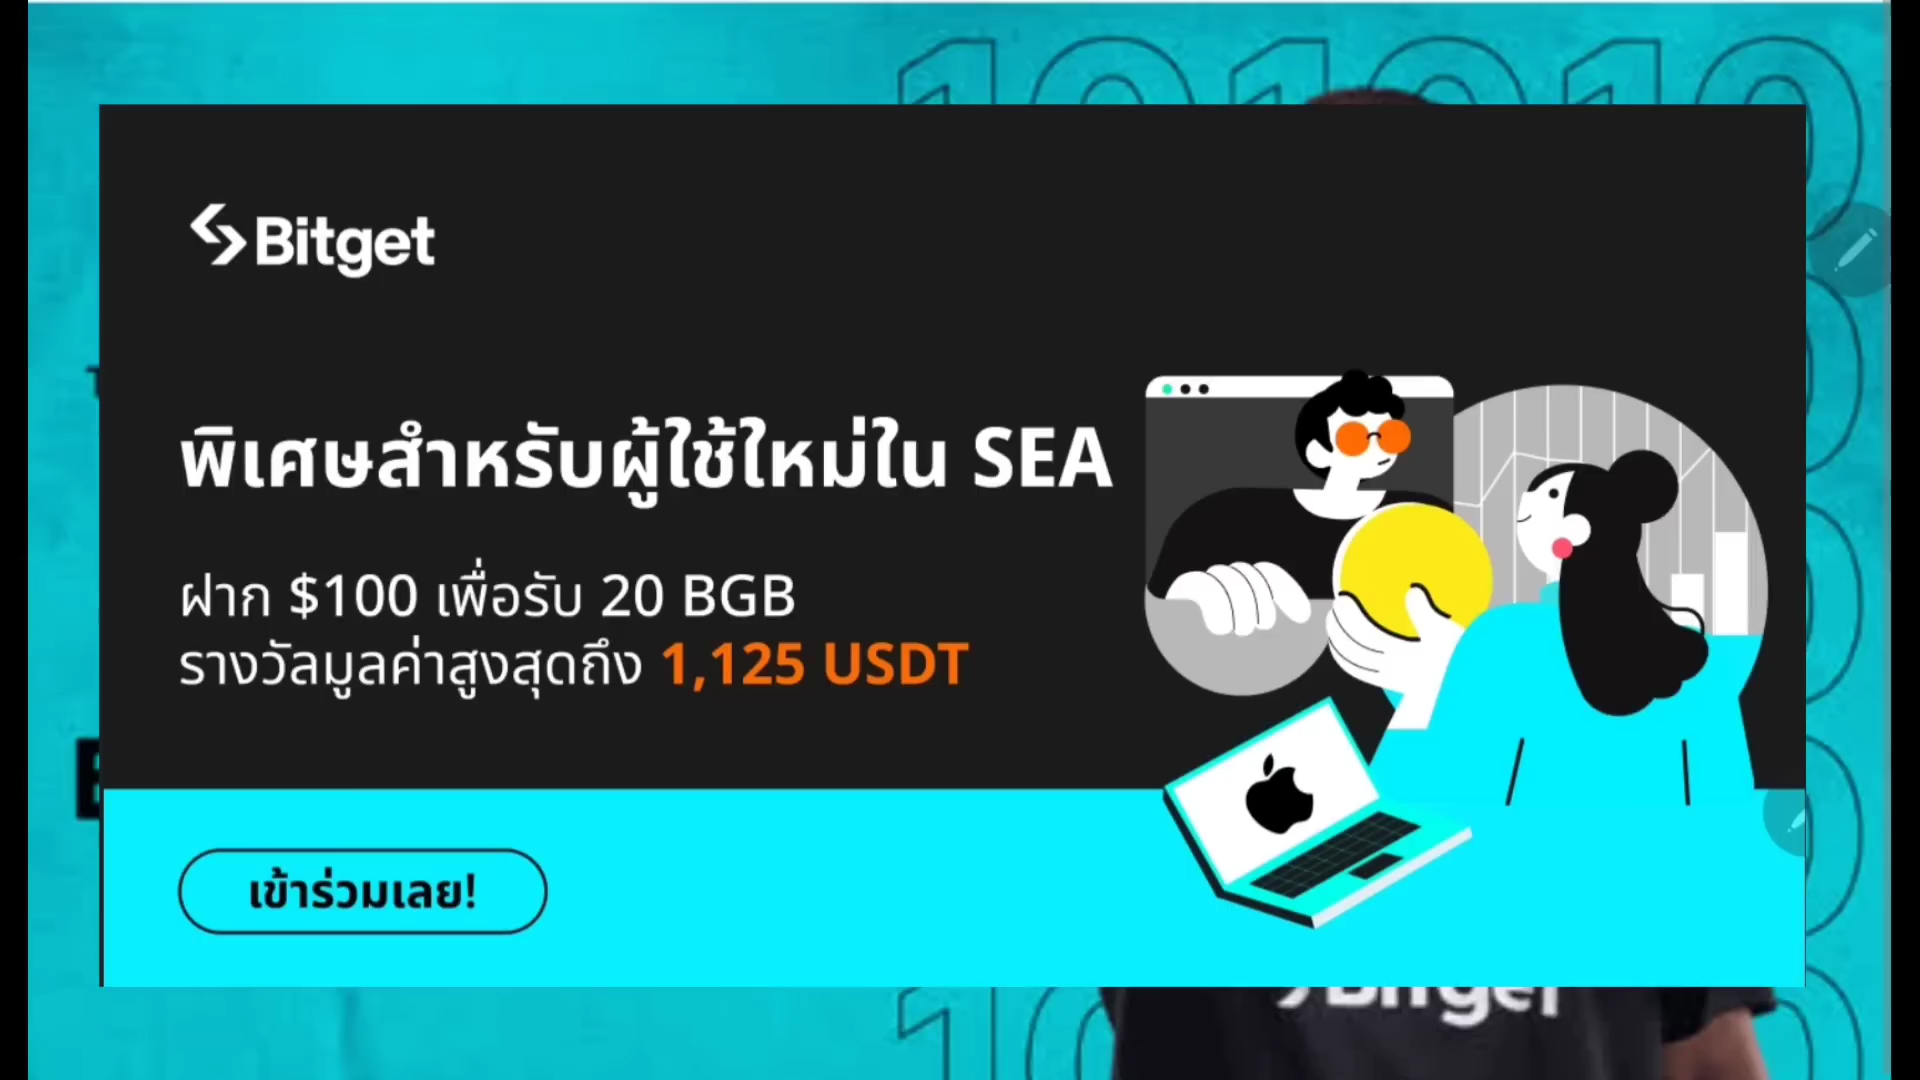 Bitget
พิเศษสำหรับผู้ใช้ใหม่ใน SEA
ฝาก $100 เพื่อรับ 20 BGB
รางวัลมูลค่าสูงสุดถึง 1,125 USDT
เข้าร่วมเลย!
Bitget